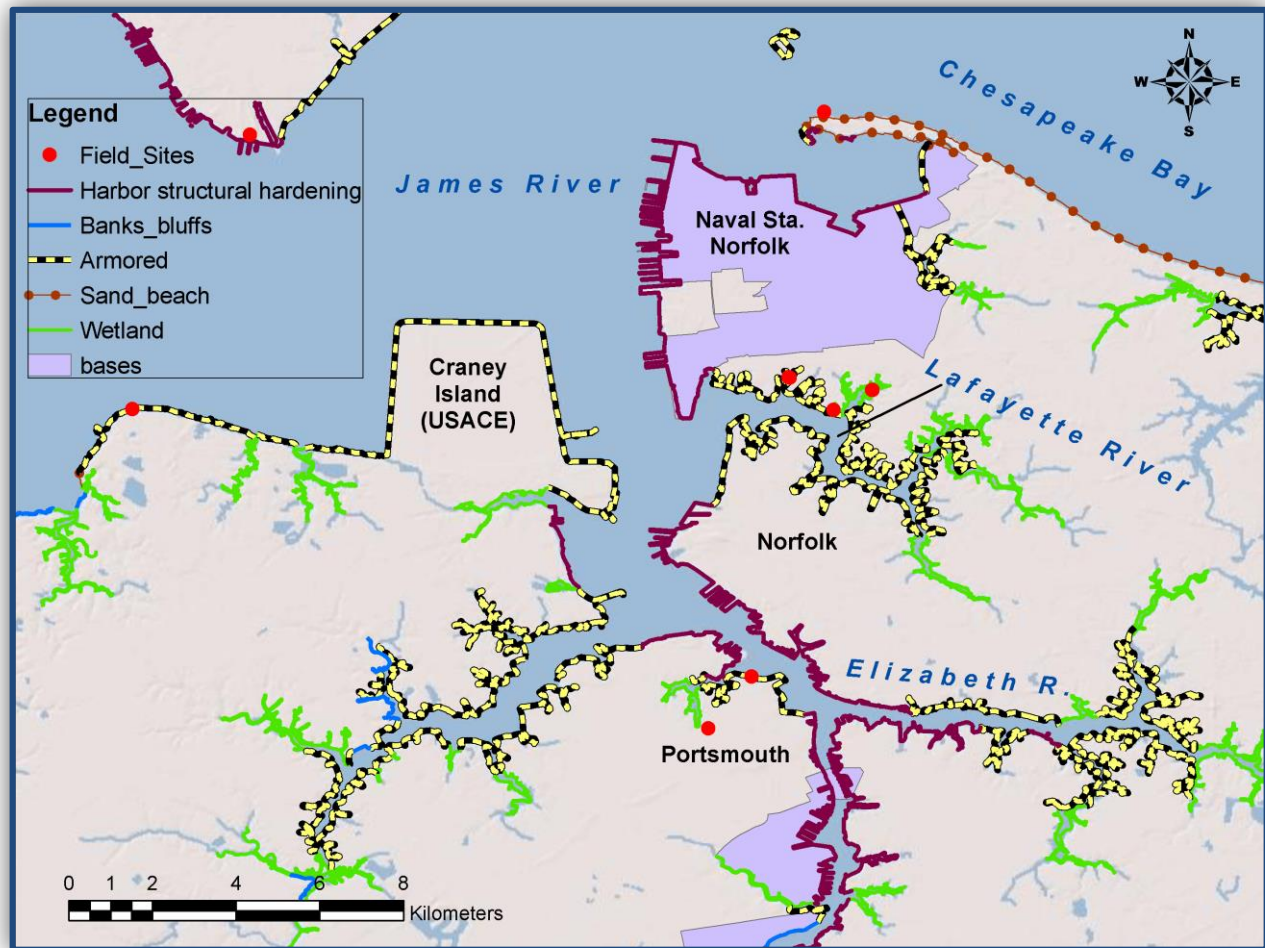 N
W E
S
Chesapeake Bay
Legend
Field_Sites
Harbor structural hardening
Banks_bluffs
Armored
Sand_beach
Wetland
bases
James River
Naval Sta.
Norfolk
Craney
Island
(USACE)
Lafayette River
Norfolk
Elizabeth R.
Portsmouth
0 1 2 4 6 8
Kilometers